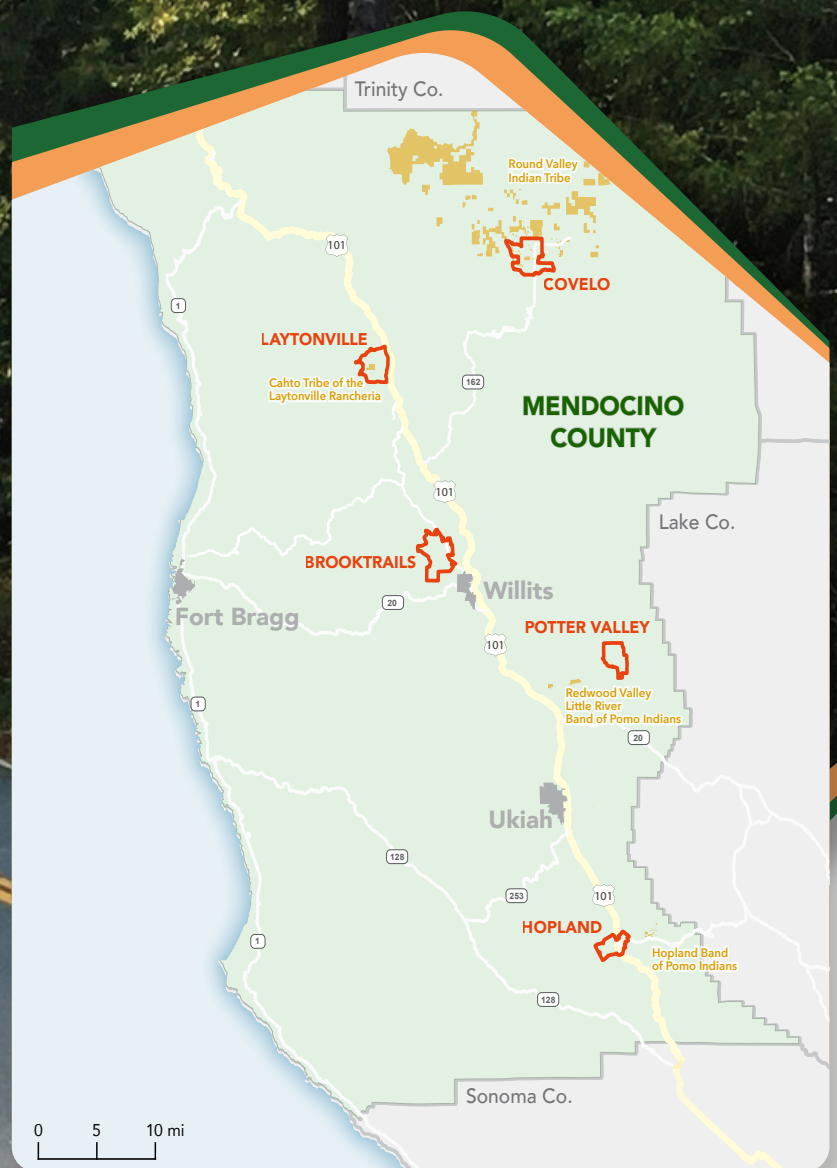 Trinity Co.
Round Valley
Indian Tribe
101
COVELO
1
LAYTONVILLE
Cahto Tribe of the
Laytonville Rancheria
162
MENDOCINO
COUNTY
101
Lake Co.
BROOKTRAILS
Willits
20
Fort Bragg
POTTER VALLEY
101
Redwood Valley
Little River
Band of Pomo Indians
1
20
Ukiah
128
253
101
HOPLAND
1
Hopland Band
of Pomo Indians
128
Sonoma Co.
0 5 10 mi